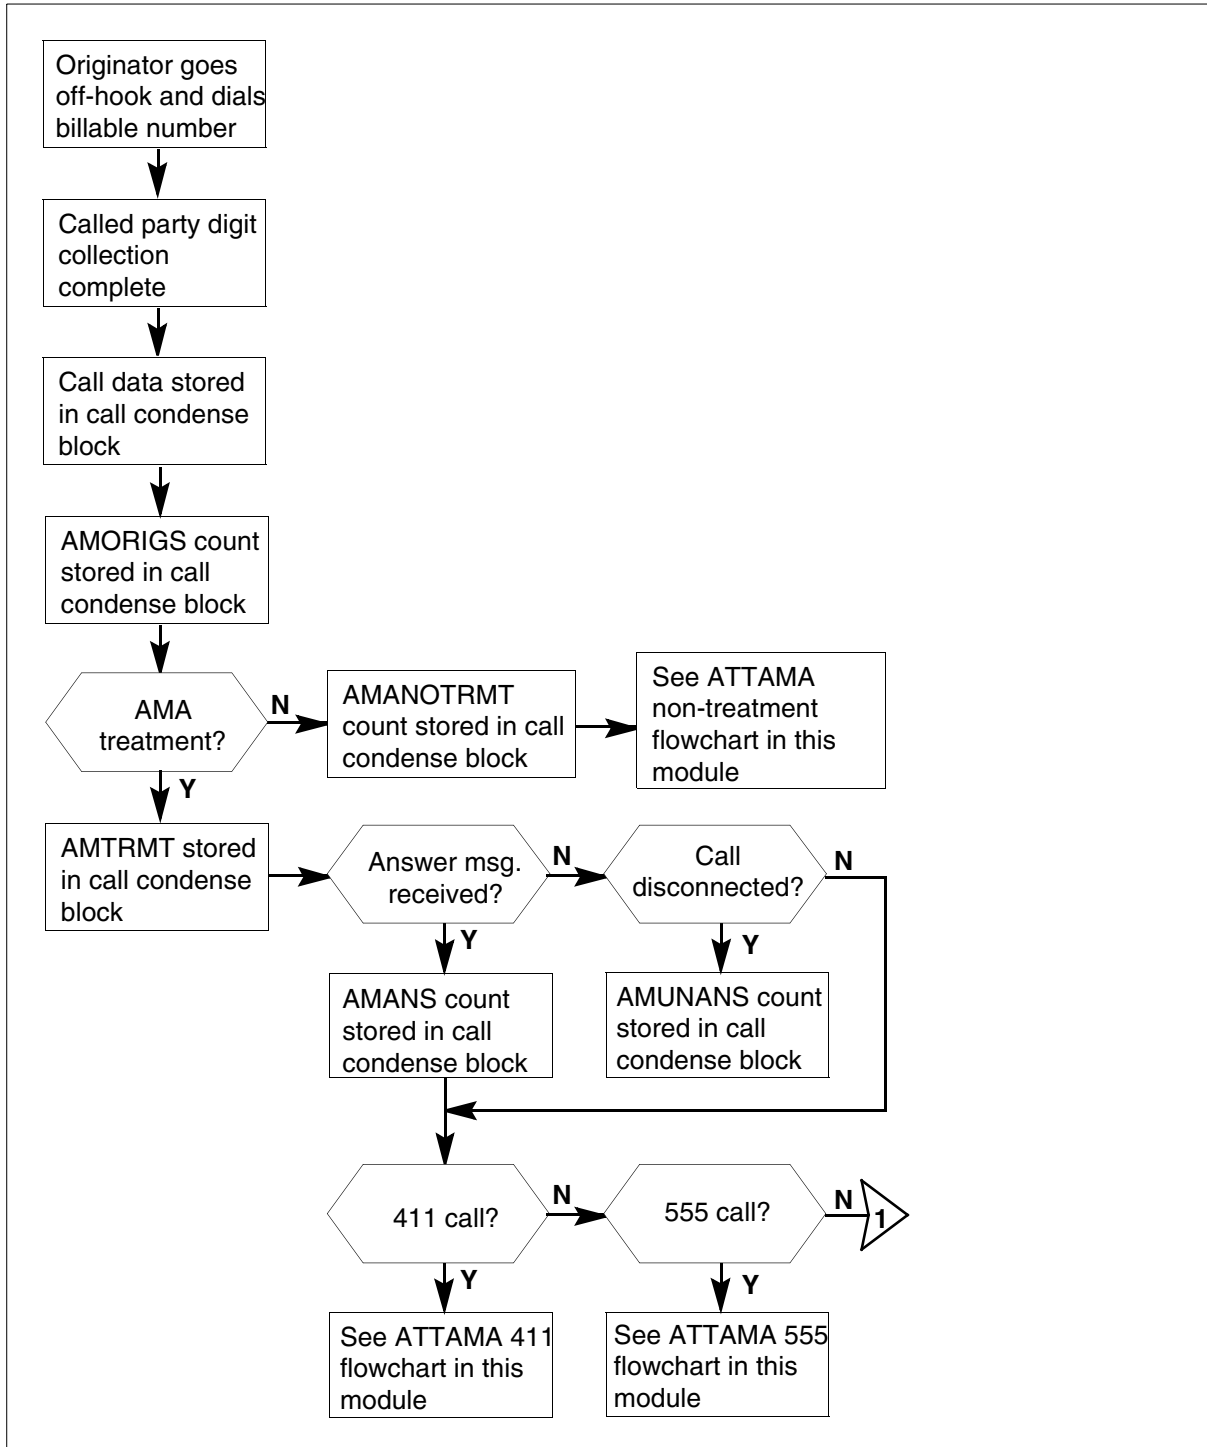 Originator goes
off-hook and dials
billable number
Called party digit
collection
complete
Call data stored
in call condense
block
AMORIGS count
stored in call
condense block
AMA
treatment?
N
AMANOTRMT
count stored in call
condense block
See ATTAMA
non-treatment
flowchart in this
module
Y
AMTRMT stored
in call condense
block
Answer msg.
received?
N
Call
disconnected?
N
Y
Y
AMANS count
stored in call
condense block
AMUNANS count
stored in call
condense block
411 call?
N
555 call?
N
1
Y
Y
See ATTAMA 411
flowchart in this
module
See ATTAMA 555
flowchart in this
module